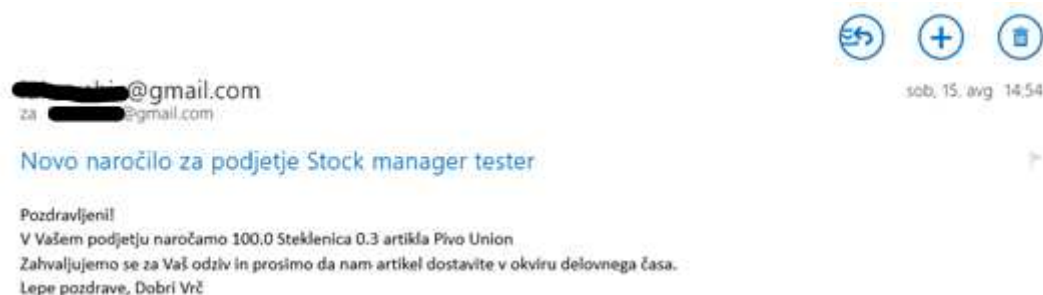 @gmail.com
sob, 15. avg 14:54
za @gmail.com
Novo naročilo za podjetje Stock manager tester
Pozdravljeni!
V Vašem podjetju naročamo 100.0 Steklenica 0.3 artikla Pivo Union
Zahvaljujemo se za Vaš odziv in prosimo da nam artikel dostavite v okviru delovnega časa.
Lepe pozdrave, Dobri Vrč